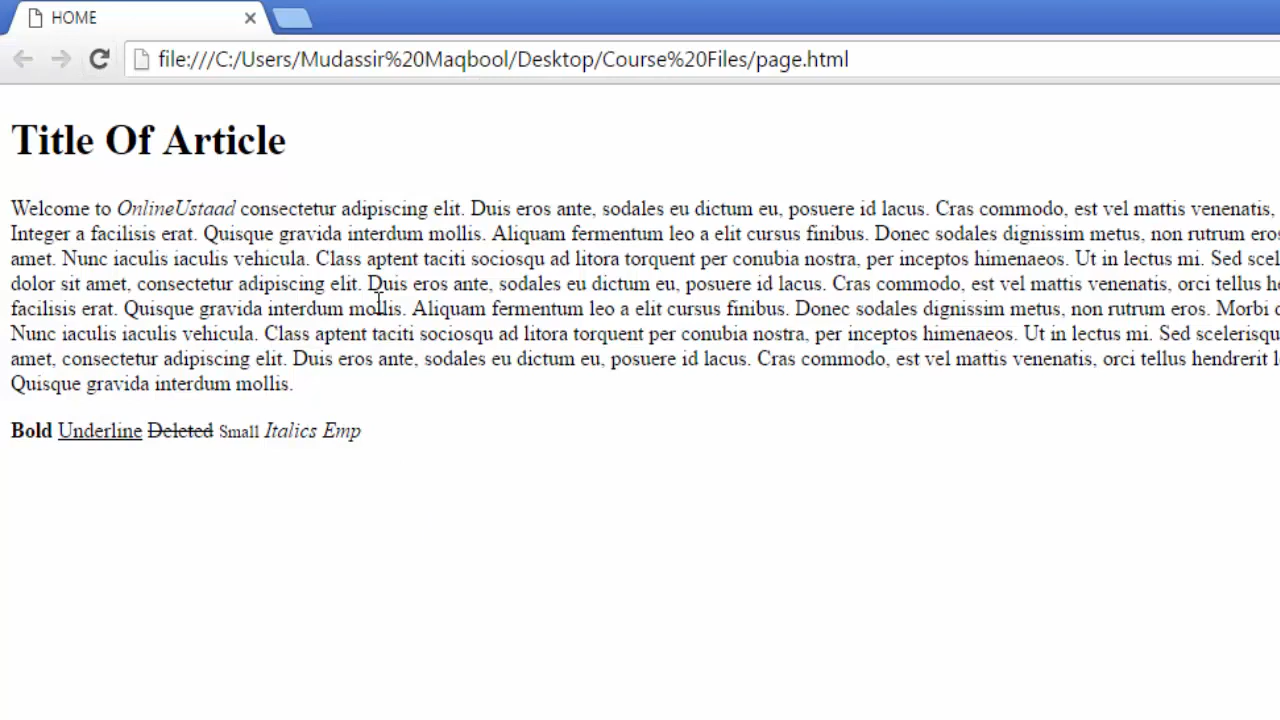 HOME
file:///C:/Users/Mudassir%20Maqbool/Desktop/Course%20Files/page.html
Title Of Article
Welcome to OnlineUstaad consectetur adipiscing elit. Duis eros ante, sodales eu dictum eu, posuere id lacus. Cras commodo, est vel mattis venenatis,
Integer a facilisis erat. Quisque gravida interdum mollis. Aliquam fermentum leo a elit cursus finibus. Donec sodales dignissim metus, non rutrum eros
amet. Nunc iaculis iaculis vehicula. Class aptent taciti sociosqu ad litora torquent per conubia nostra, per inceptos himenaeos. Ut in lectus mi. Sed scel
dolor sit amet, consectetur adipiscing elit. Duis eros ante, sodales eu dictum eu, posuere id lacus. Cras commodo, est vel mattis venenatis, orci tellus he
facilisis erat. Quisque gravida interdum mollis. Aliquam fermentum leo a elit cursus finibus. Donec sodales dignissim metus, non rutrum eros. Morbi
Nunc iaculis iaculis vehicula. Class aptent taciti sociosqu ad litora torquent per conubia nostra, per inceptos himenaeos. Ut in lectus mi. Sed scelerisqu
amet, consectetur adipiscing elit. Duis eros ante, sodales eu dictum eu, posuere id lacus. Cras commodo, est vel mattis venenatis, orci tellus hendrerit
Quisque gravida interdum mollis.
Bold Underline Deleted Small Italics Emp